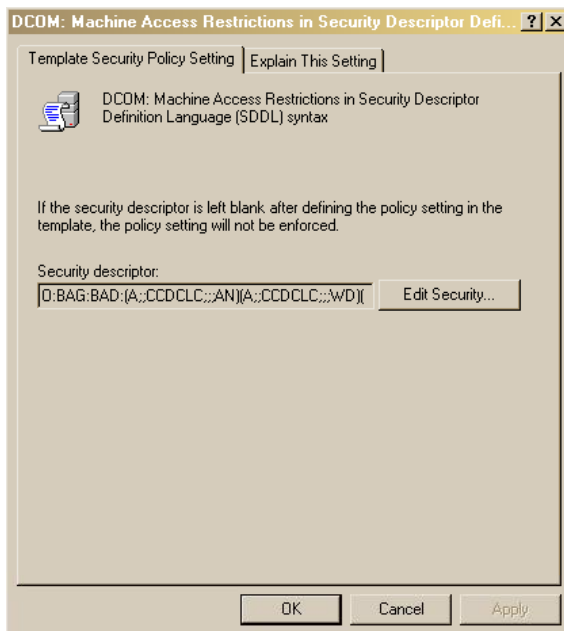 DCOM: Machine Access Restrictions in Security Descriptor Defi... ? ×
Template Security Policy Setting Explain This Setting
DCOM: Machine Access Restrictions in Security Descriptor
Definition Language (SDDL) syntax
If the security descriptor is left blank after defining the policy setting in the
template, the policy setting will not be enforced.
Security descriptor:
O:BAG:BAD:(A;;CCDCLC;;;AN)(A;;CCDCLC;;;WD)( Edit Security...
OK Cancel Apply